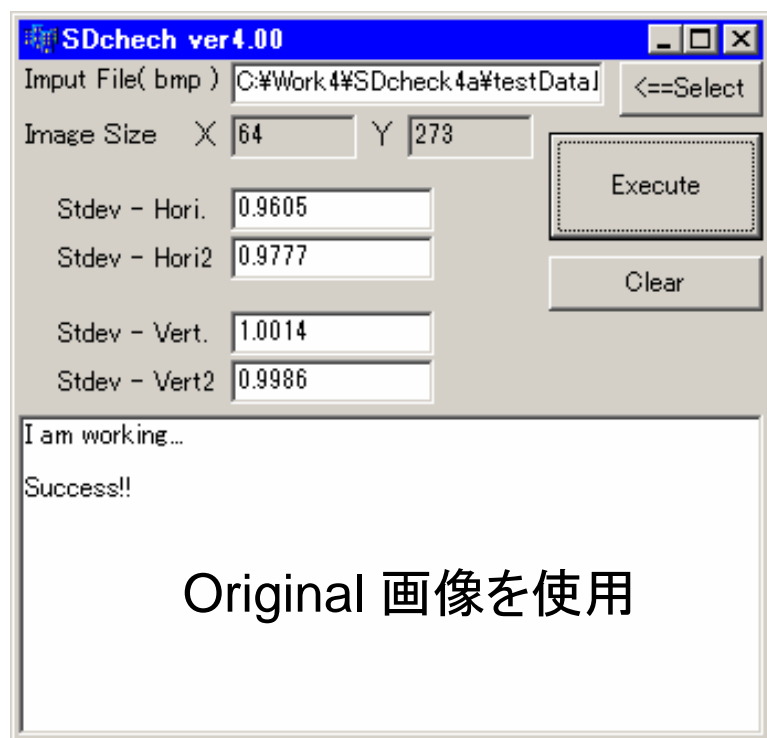 SDchech ver4.00
Imput File( bmp ) C:¥Work4¥SDcheck4a¥testData. <==Select
Image Size X 64 Y 273
Execute
Stdev - Hori. 0.9605
Stdev - Hori2 0.9777
Clear
Stdev - Vert. 1.0014
Stdev - Vert2 0.9986
I am working...
Success!!
Original 画像を使用